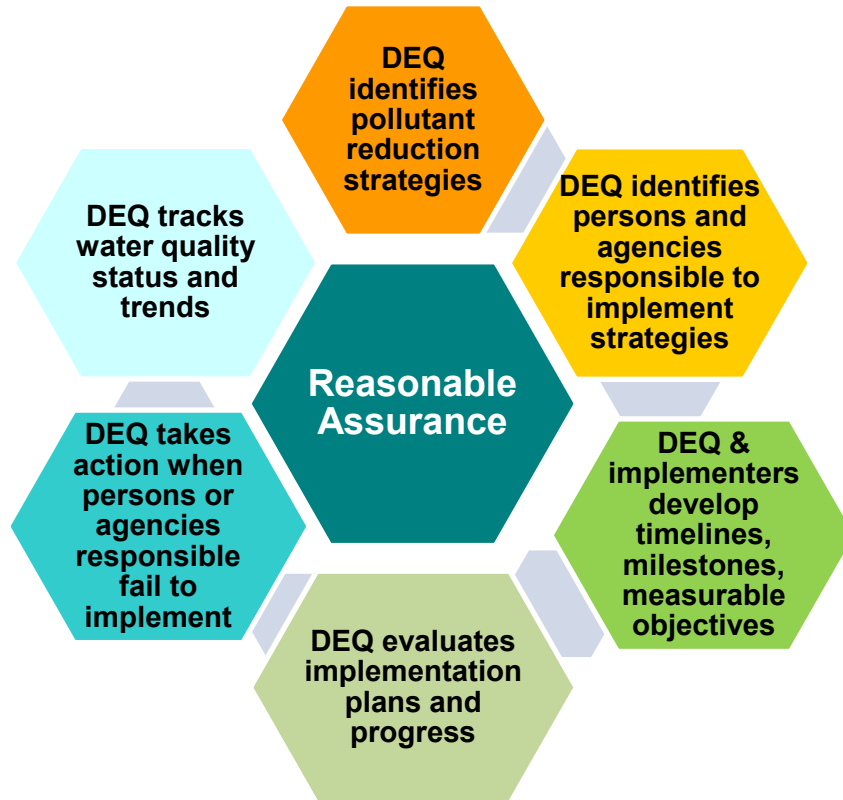 DEQ
identifies
pollutant
reduction
strategies
DEQ identifies
persons and
agencies
responsible to
implement
strategies
DEQ &
implementers
develop
timelines,
milestones,
measurable
objectives
DEQ evaluates
implementation
plans and
progress
DEQ takes
action when
persons or
agencies
responsible
fail to
implement
DEQ tracks
water quality
status and
trends
Reasonable
Assurance